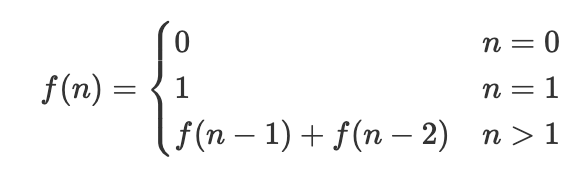 0 n = 0
f(n) = { 1 n = 1
f(n − 1) + f(n − 2) n > 1